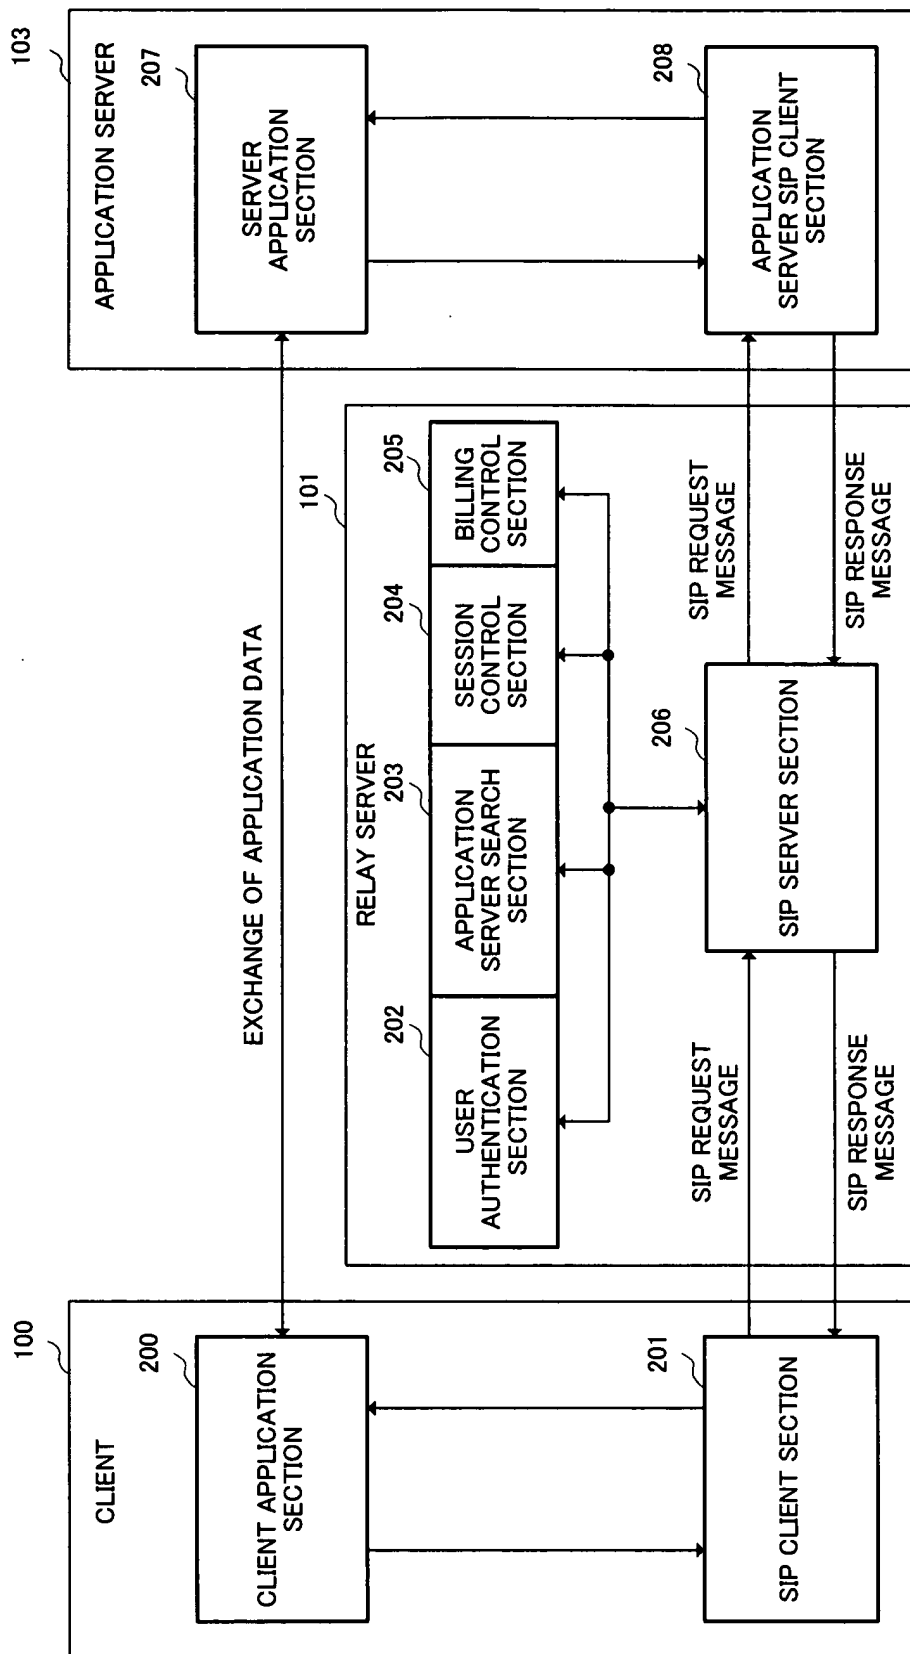 100
CLIENT
200
CLIENT APPLICATION
SECTION
201
SIP CLIENT SECTION
EXCHANGE OF APPLICATION DATA
101
RELAY SERVER
202
USER
AUTHENTICATION
SECTION
203
APPLICATION
SERVER SEARCH
SECTION
204
SESSION
CONTROL
SECTION
205
BILLING
CONTROL
SECTION
206
SIP SERVER SECTION
SIP REQUEST
MESSAGE
SIP RESPONSE
MESSAGE
SIP REQUEST
MESSAGE
SIP RESPONSE
MESSAGE
103
APPLICATION SERVER
207
SERVER
APPLICATION
SECTION
208
APPLICATION
SERVER SIP CLIENT
SECTION